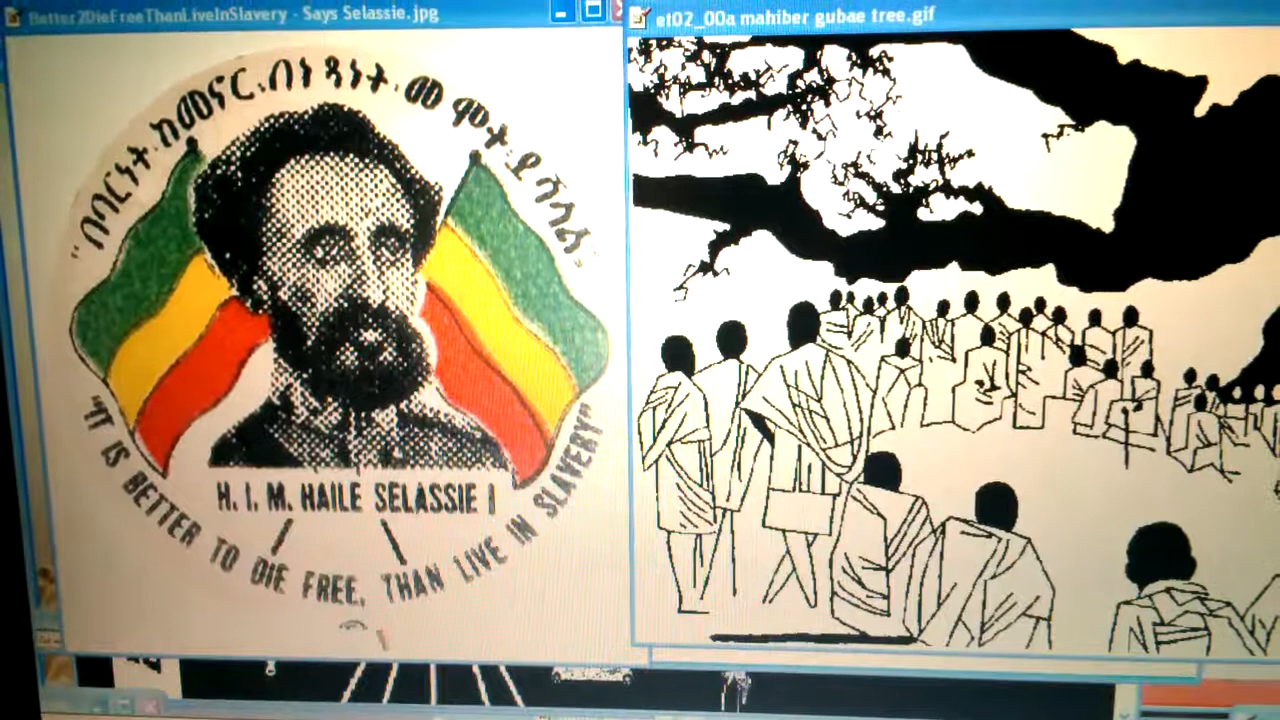 Better2DieFreeThanLiveInSlavery - Says Selassie.jpg
et02_00a mahiber gubae tree.gif
"በባርነት፡ከመኖር፡በነጻነት፡መሞት፡ይሻላል"
H. I. M. HAILE SELASSIE I
"IT IS BETTER TO DIE FREE, THAN LIVE IN SLAVERY"